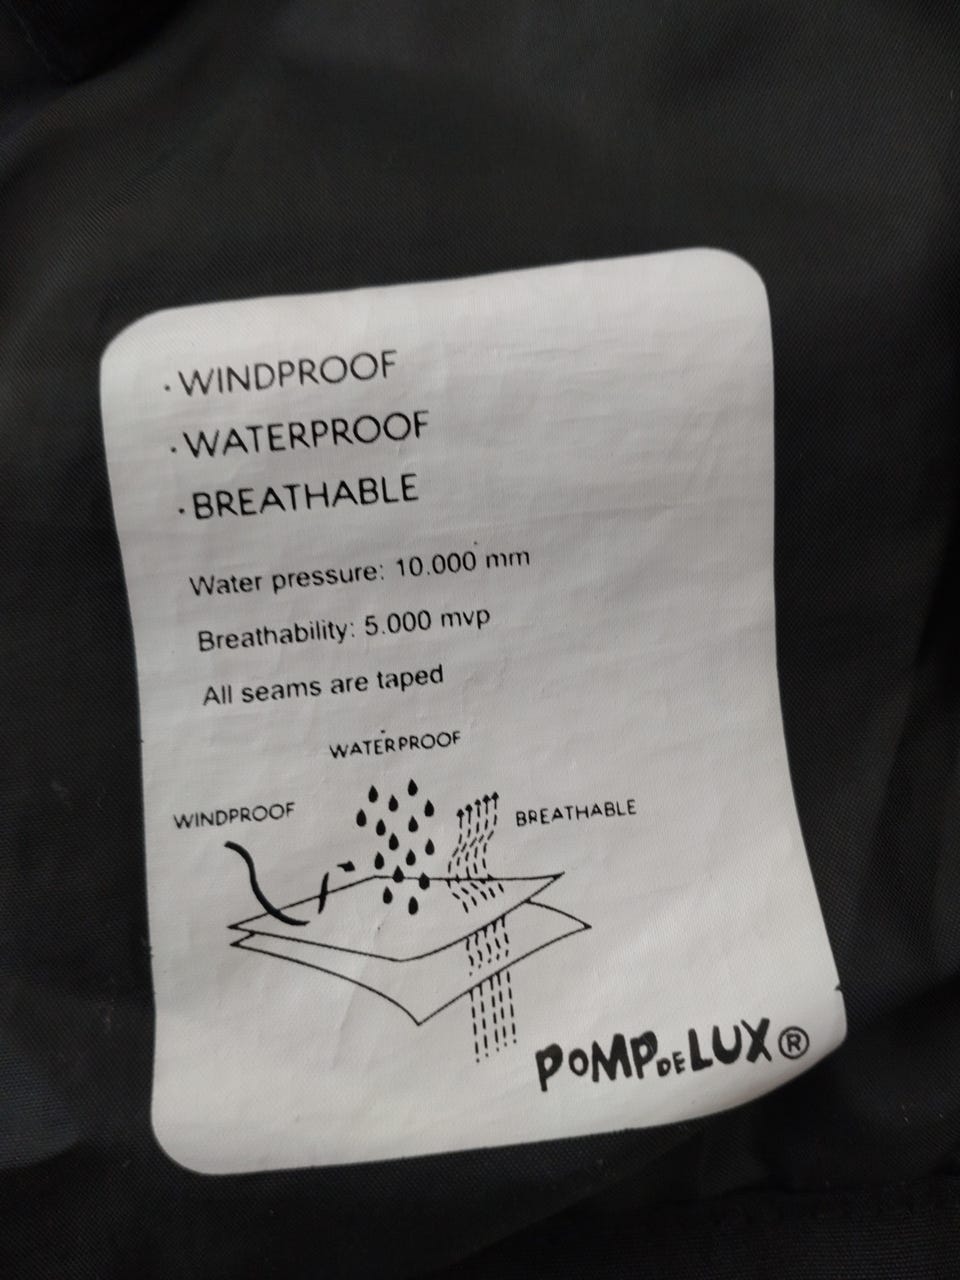 · WINDPROOF
· WATERPROOF
· BREATHABLE
Water pressure: 10.000 mm
Breathability: 5.000 mvp
All seams are taped
WATERPROOF
WINDPROOF
BREATHABLE
POMPDELUX®